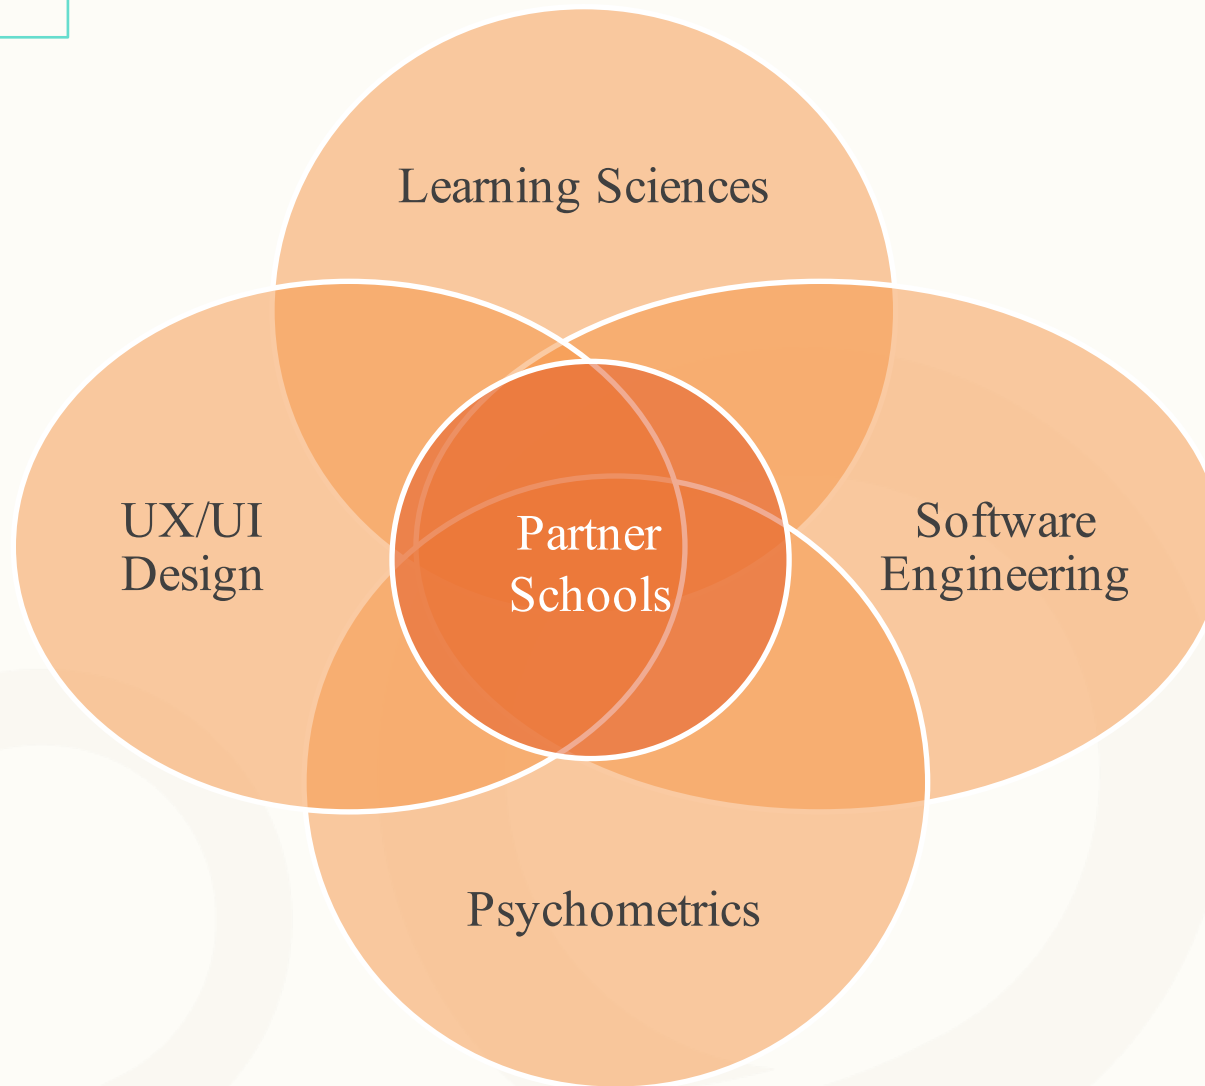 Learning Sciences
UX/UI
Design
Partner
Schools
Software
Engineering
Psychometrics